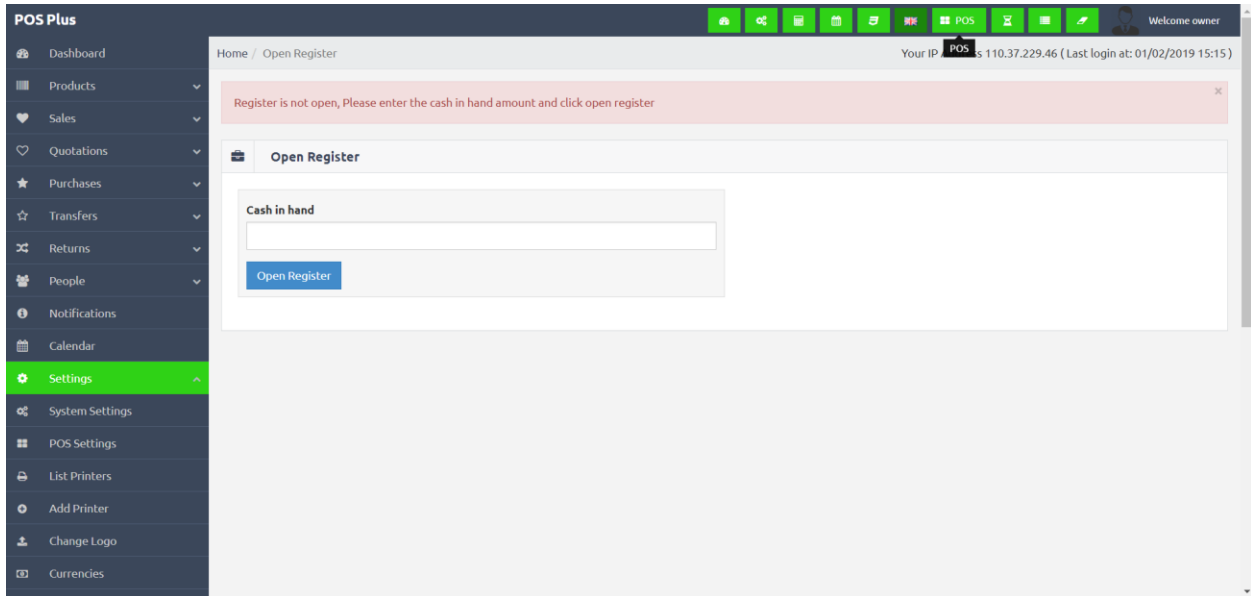 POS Plus
POS
Welcome owner
Dashboard
Home / Open Register
Your IP
POS
s 110.37.229.46 ( Last login at: 01/02/2019 15:15 )
Products
Register is not open, Please enter the cash in hand amount and click open register
×
Sales
Quotations
Open Register
Purchases
Transfers
Cash in hand
Returns
People
Open Register
Notifications
Calendar
Settings
System Settings
POS Settings
List Printers
Add Printer
Change Logo
Currencies